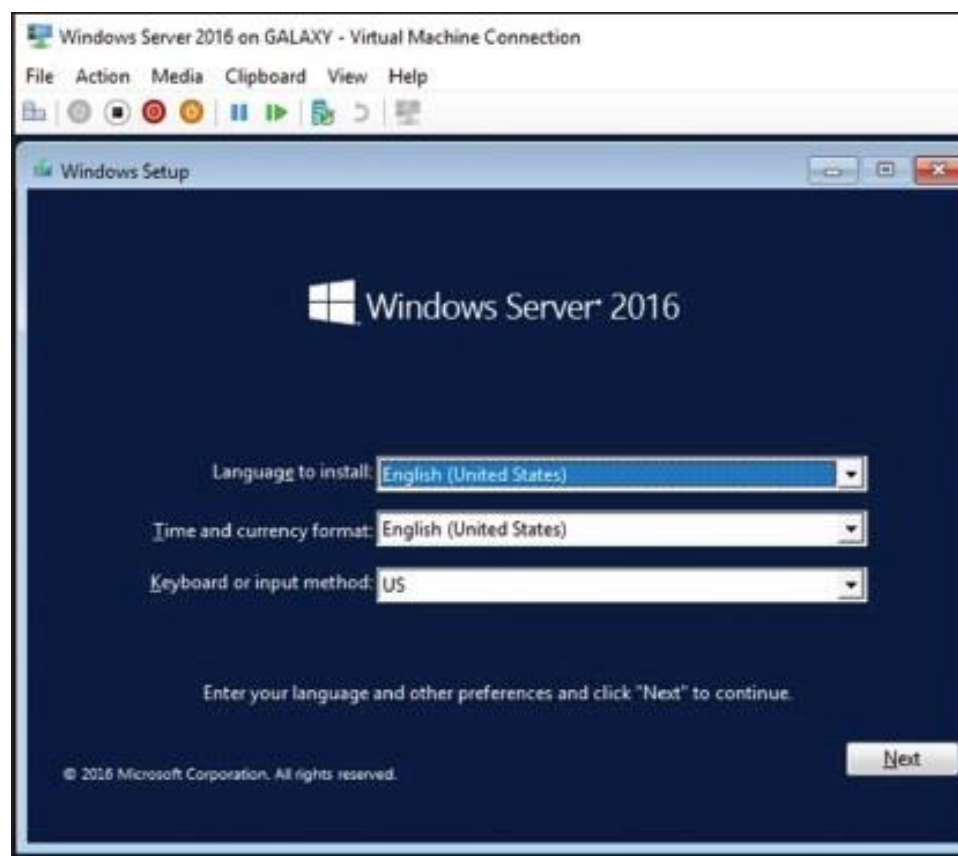 Windows Server 2016 on GALAXY - Virtual Machine Connection
File Action Media Clipboard View Help
Windows Setup
Windows Server 2016
Language to install: English (United States)
Time and currency format: English (United States)
Keyboard or input method: US
Enter your language and other preferences and click "Next" to continue.
Next
© 2016 Microsoft Corporation. All rights reserved.